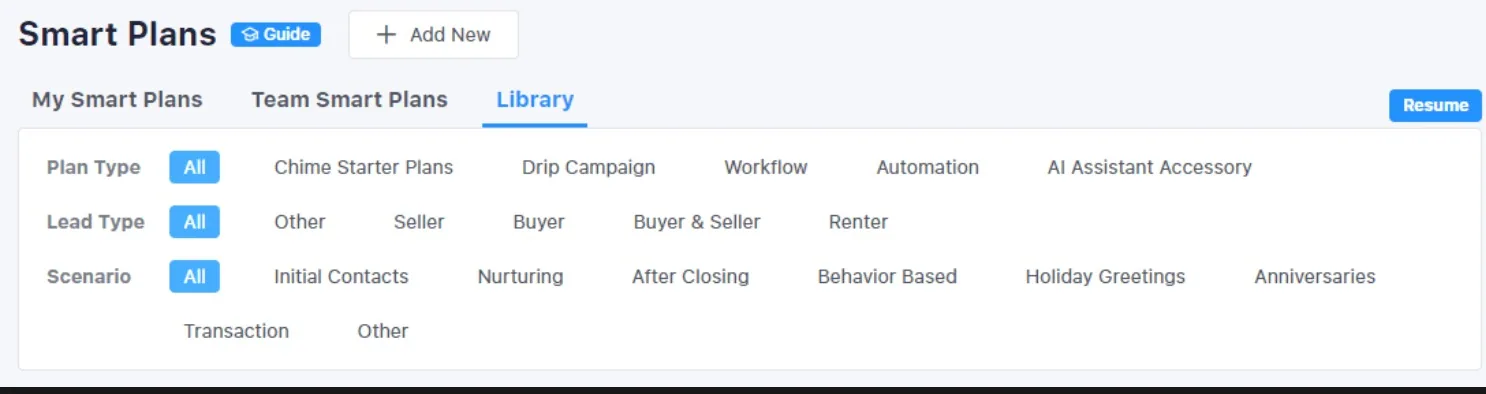 Smart Plans Guide + Add New
My Smart Plans Team Smart Plans Library Resume
Plan Type All Chime Starter Plans Drip Campaign Workflow Automation AI Assistant Accessory
Lead Type All Other Seller Buyer Buyer & Seller Renter
Scenario All Initial Contacts Nurturing After Closing Behavior Based Holiday Greetings Anniversaries
Transaction Other